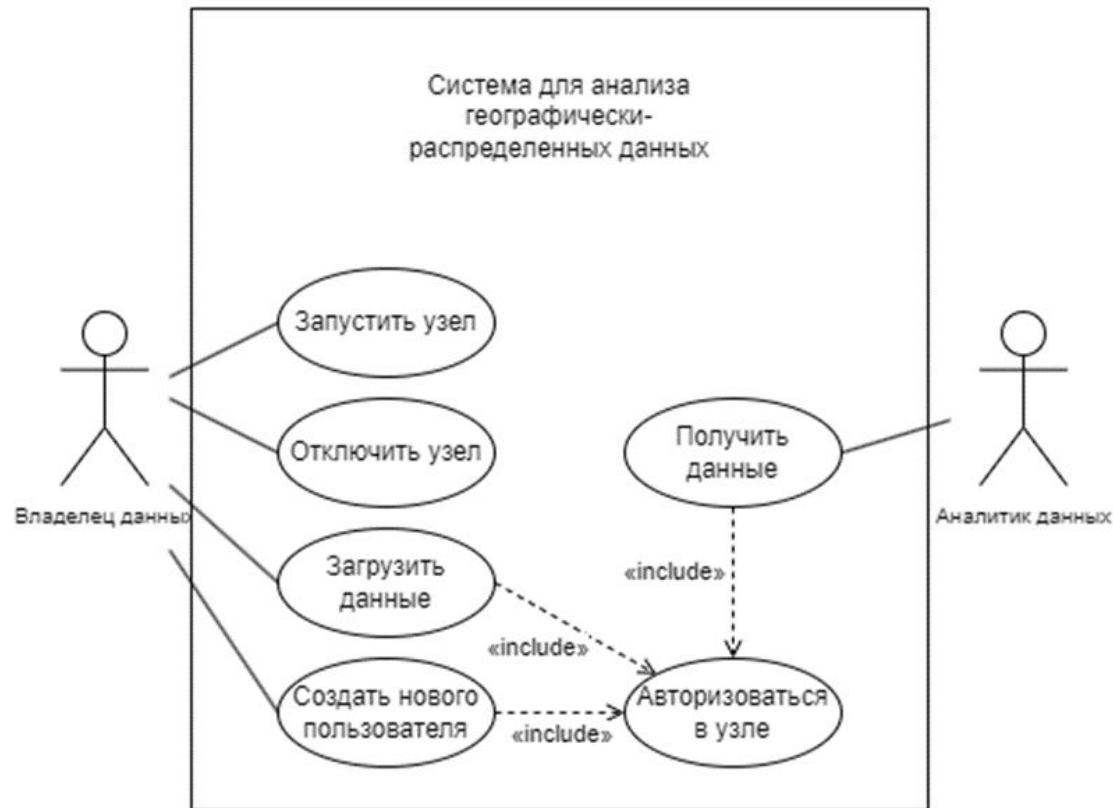 Система для анализа
географически-
распределенных данных
Запустить узел
Отключить узел
Получить
данные
Владелец данных
Аналитик данных
Загрузить
данные
«include»
«include»
Создать нового
пользователя
«include»
Авторизоваться
в узле